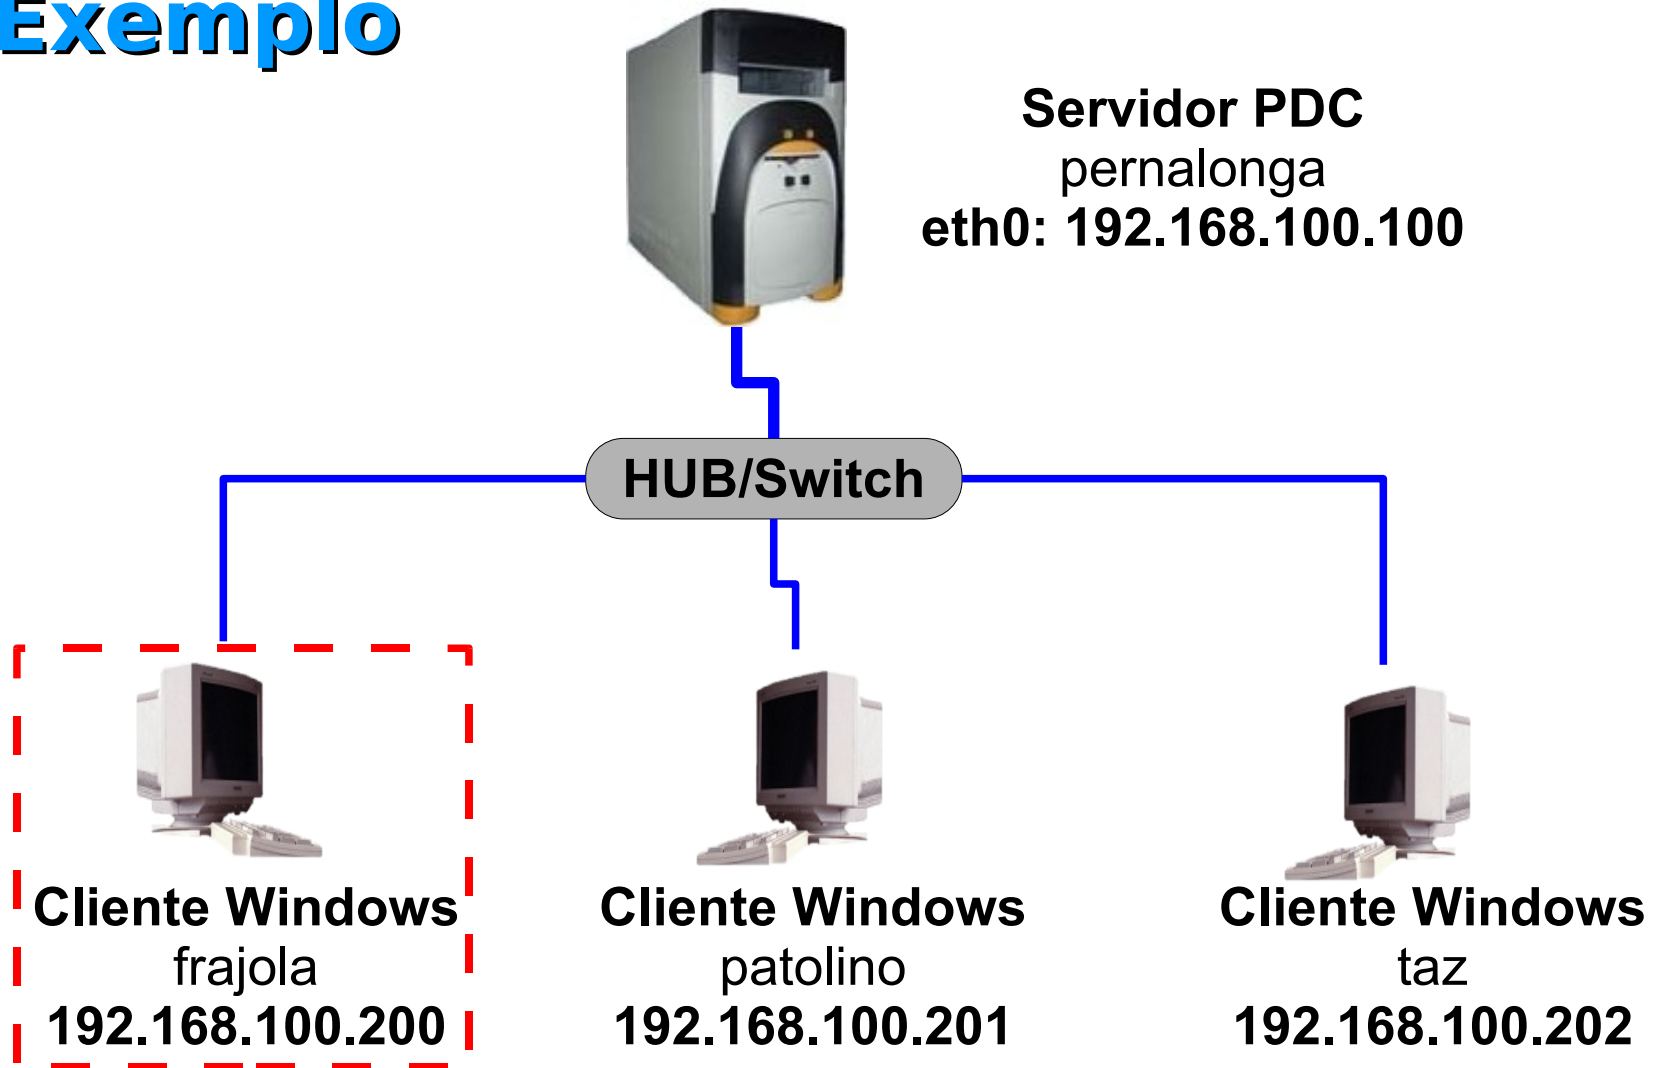 Exemplo
Servidor PDC
pernalonga
eth0: 192.168.100.100
HUB/Switch
Cliente Windows
frajola
192.168.100.200
Cliente Windows
patolino
192.168.100.201
Cliente Windows
taz
192.168.100.202